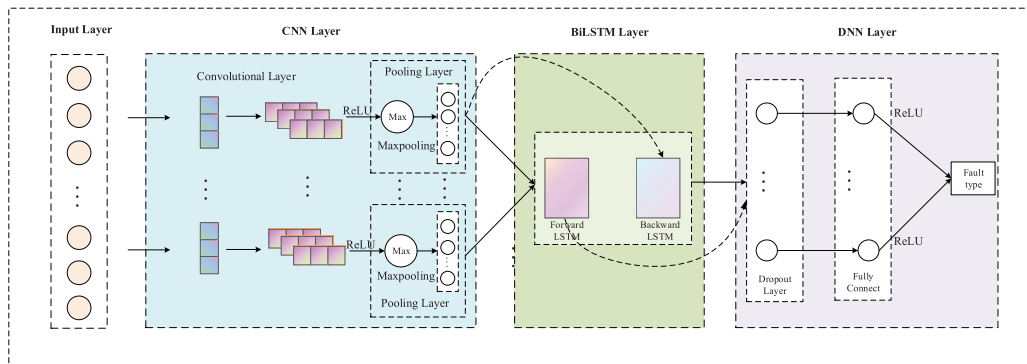 Input Layer
CNN Layer
BiLSTM Layer
DNN Layer
Convolutional Layer
Pooling Layer
ReLU
Max
Maxpooling
ReLU
Max
Maxpooling
Pooling Layer
Forward
LSTM
Backward
LSTM
ReLU
ReLU
Dropout
Layer
Fully
Connect
Fault
type